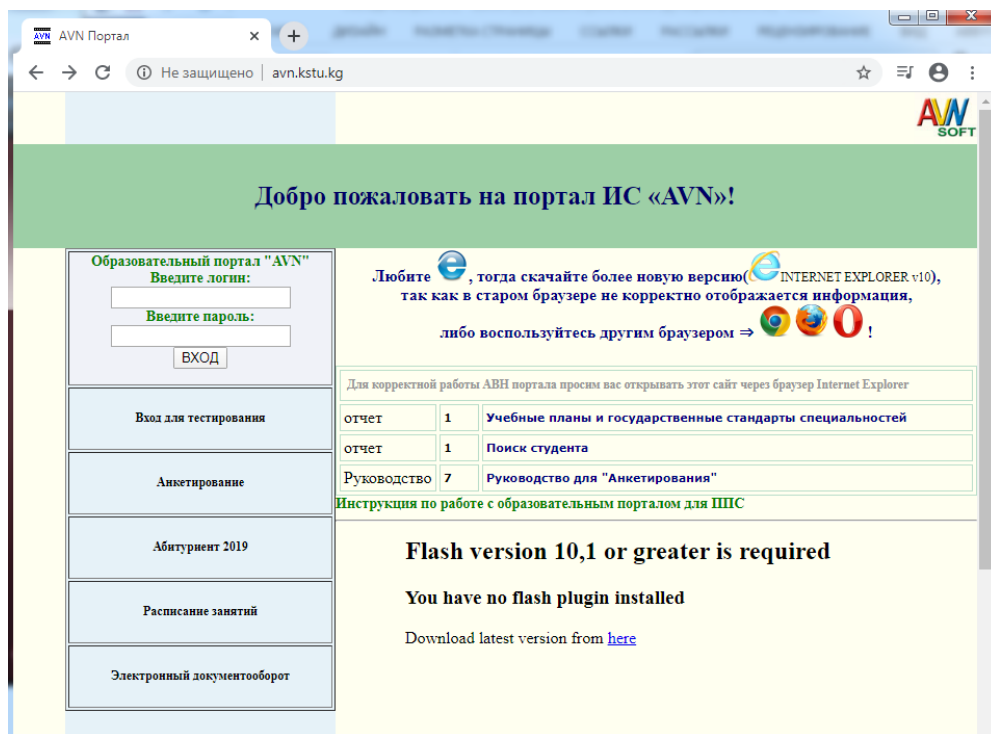 AVN AVN Портал
Не защищено avn.kstu.kg
AVN
SOFT
Добро пожаловать на портал ИС «AVN»!
Образовательный портал "AVN"
Введите логин:
Введите пароль:
ВХОД
Вход для тестирования
Анкетирование
Абитуриент 2019
Расписание занятий
Электронный документооборот
Любите , тогда скачайте более новую версию( INTERNET EXPLORER v10),
так как в старом браузере не корректно отображается информация,
либо воспользуйтесь другим браузером ⇒ !
Для корректной работы АВН портала просим вас открывать этот сайт через браузер Internet Explorer
отчет 1 Учебные планы и государственные стандарты специальностей
отчет 1 Поиск студента
Руководство 7 Руководство для "Анкетирования"
Инструкция по работе с образовательным порталом для ППС
Flash version 10,1 or greater is required
You have no flash plugin installed
Download latest version from here